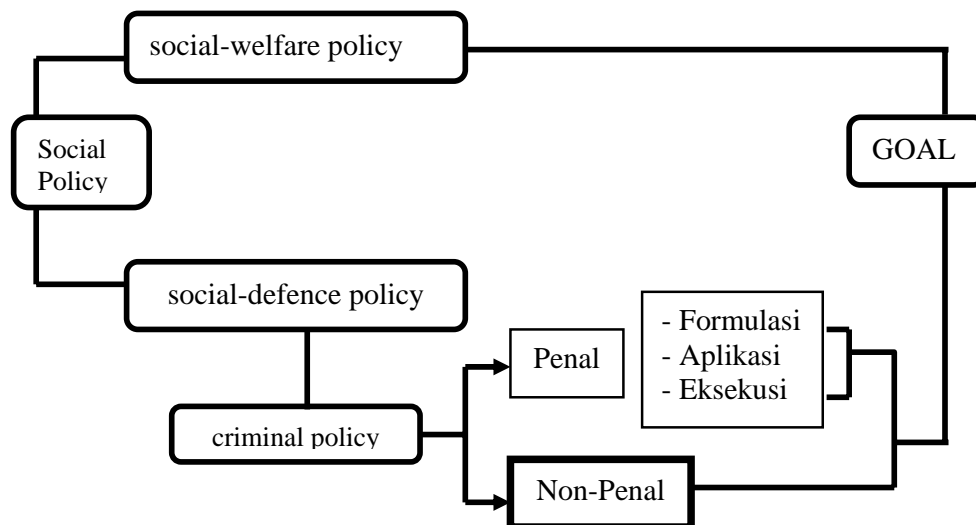 social-welfare policy
Social
Policy
GOAL
social-defence policy
- Formulasi
- Aplikasi
- Eksekusi
Penal
criminal policy
Non-Penal